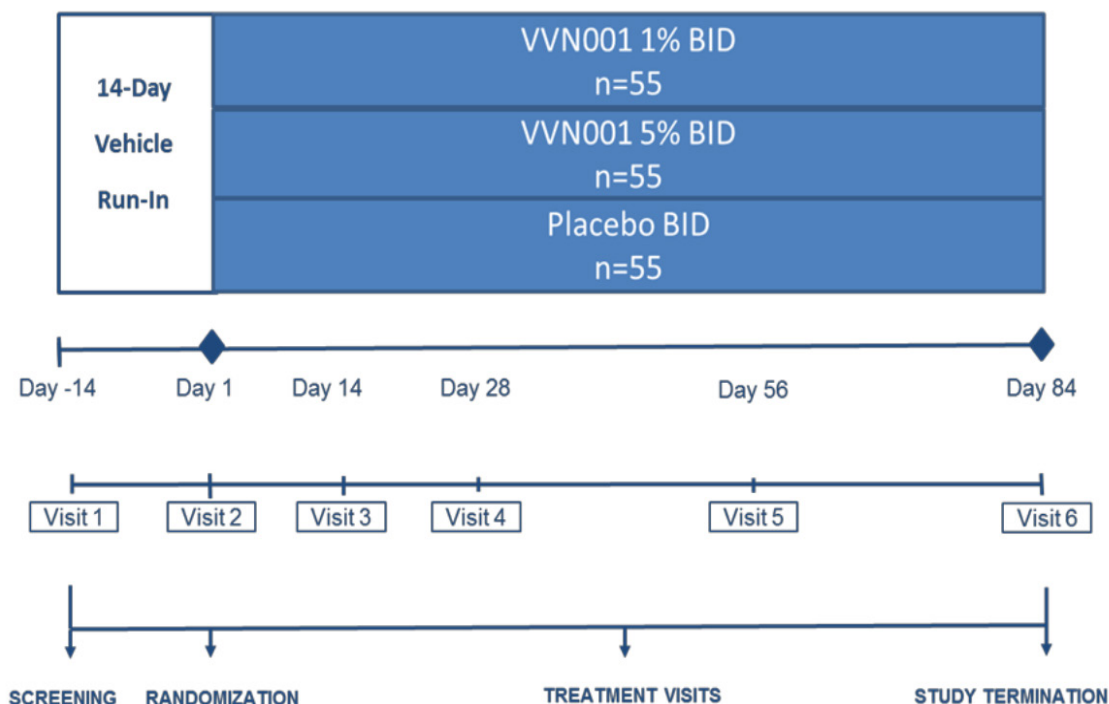 14-Day
Vehicle
Run-In
VVN001 1% BID
n=55
VVN001 5% BID
n=55
Placebo BID
n=55
Day -14 Day 1 Day 14 Day 28 Day 56 Day 84
Visit 1 Visit 2 Visit 3 Visit 4 Visit 5 Visit 6
SCREENING RANDOMIZATION TREATMENT VISITS STUDY TERMINATION